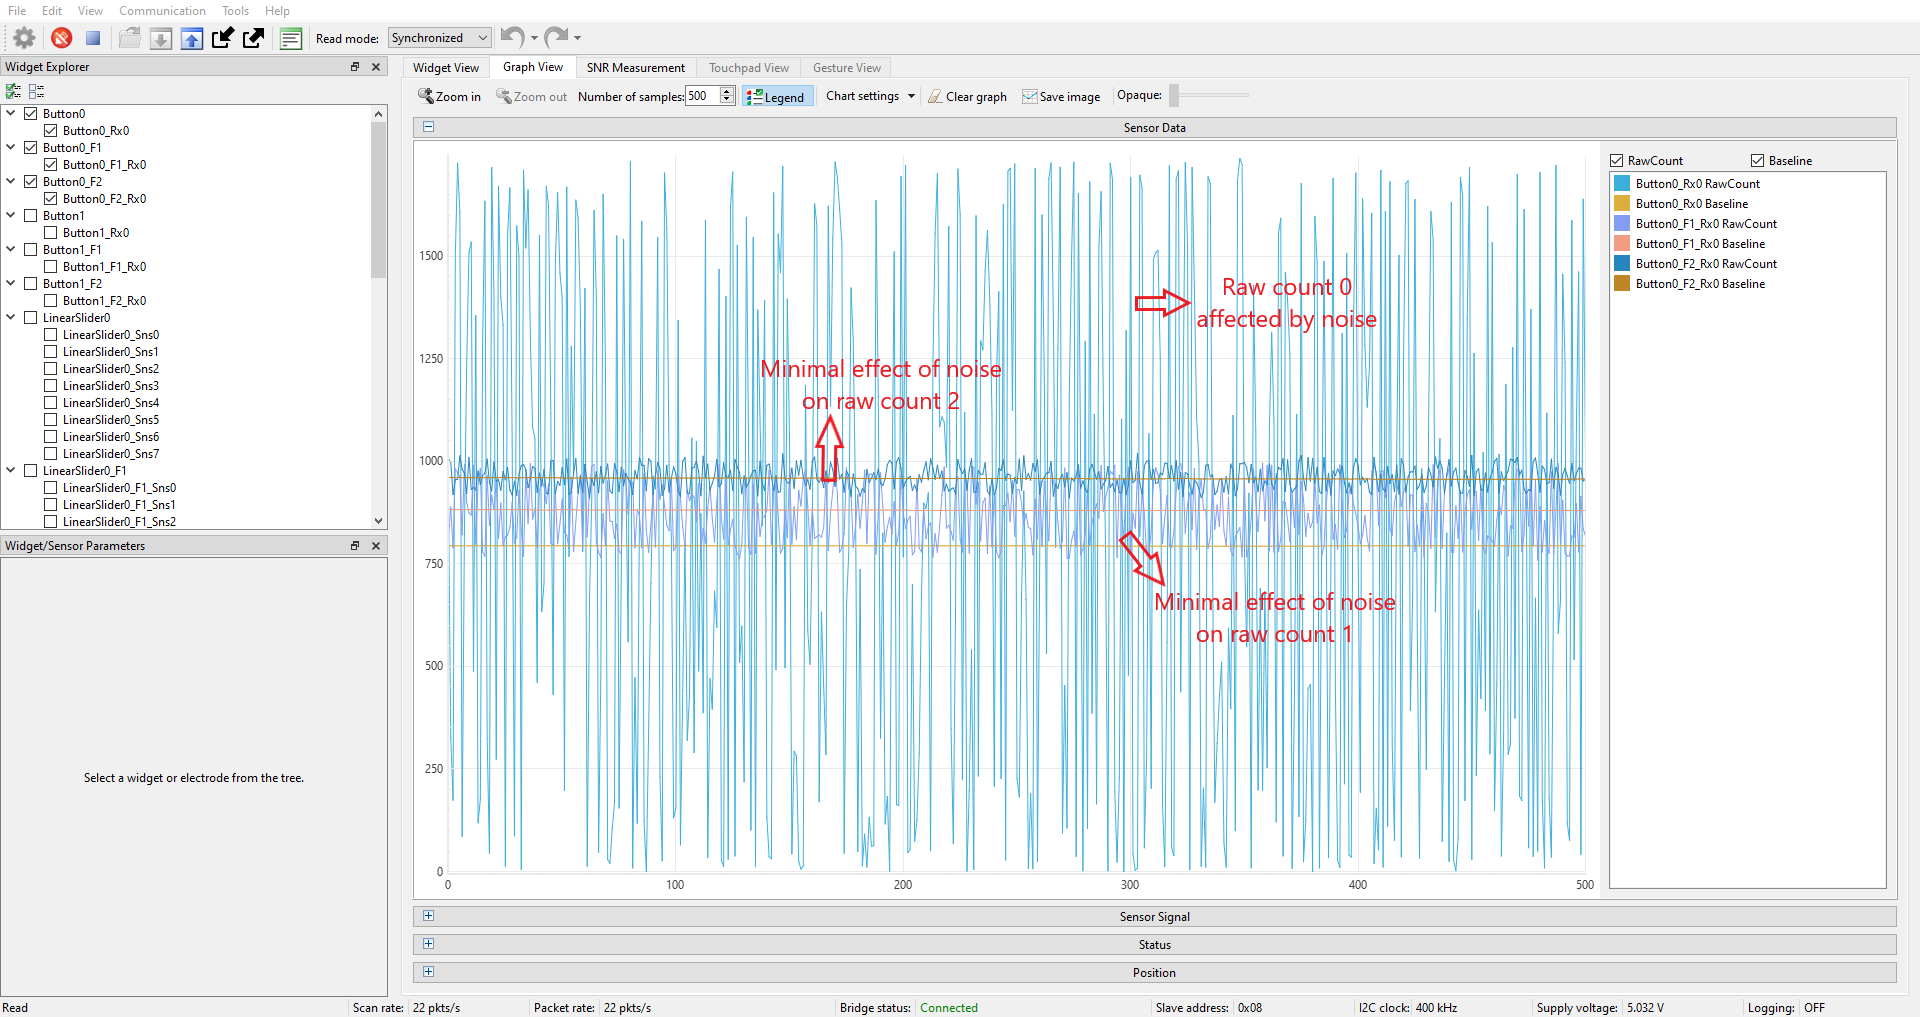 File Edit View Communication Tools Help
Read mode: Synchronized
Widget Explorer
Button0
Button0_Rx0
Button0_F1
Button0_F1_Rx0
Button0_F2
Button0_F2_Rx0
Button1
Button1_Rx0
Button1_F1
Button1_F1_Rx0
Button1_F2
Button1_F2_Rx0
LinearSlider0
LinearSlider0_Sns0
LinearSlider0_Sns1
LinearSlider0_Sns2
LinearSlider0_Sns3
LinearSlider0_Sns4
LinearSlider0_Sns5
LinearSlider0_Sns6
LinearSlider0_Sns7
LinearSlider0_F1
LinearSlider0_F1_Sns0
LinearSlider0_F1_Sns1
LinearSlider0_F1_Sns2
Widget/Sensor Parameters
Select a widget or electrode from the tree.
Widget View Graph View SNR Measurement Touchpad View Gesture View
Zoom in Zoom out Number of samples: 500 Legend Chart settings Clear graph Save image Opaque:
Sensor Data
1500
1250
1000
750
500
250
0
0 100 200 300 400 500
Raw count 0
affected by noise
Minimal effect of noise
on raw count 2
Minimal effect of noise
on raw count 1
RawCount Baseline
Button0_Rx0 RawCount
Button0_Rx0 Baseline
Button0_F1_Rx0 RawCount
Button0_F1_Rx0 Baseline
Button0_F2_Rx0 RawCount
Button0_F2_Rx0 Baseline
Sensor Signal
Status
Position
Read Scan rate: 22 pkts/s Packet rate: 22 pkts/s Bridge status: Connected Slave address: 0x08 I2C clock: 400 kHz Supply voltage: 5.032 V Logging: OFF